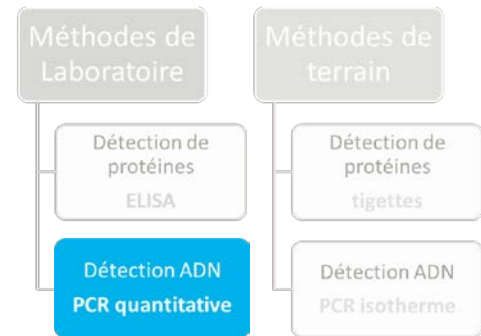 Méthodes de
Laboratoire
Détection de
protéines
ELISA
Détection ADN
PCR quantitative
Méthodes de
terrain
Détection de
protéines
tigettes
Détection ADN
PCR isotherme